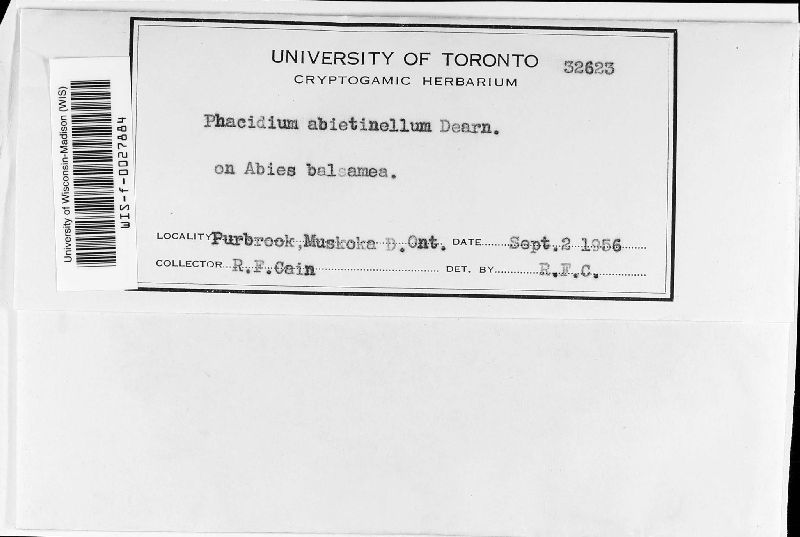 UNIVERSITY OF TORONTO 32623
CRYPTOGAMIC HERBARIUM
Phacidium abietinellum Dearn.
on Abies balsamea.
LOCALITY Purbrook, Muskoka D. Ont. DATE Sept. 2 1956
COLLECTOR R.F. Cain DET. BY R.F.C.
University of Wisconsin-Madison (WIS)
WIS-f-0027884